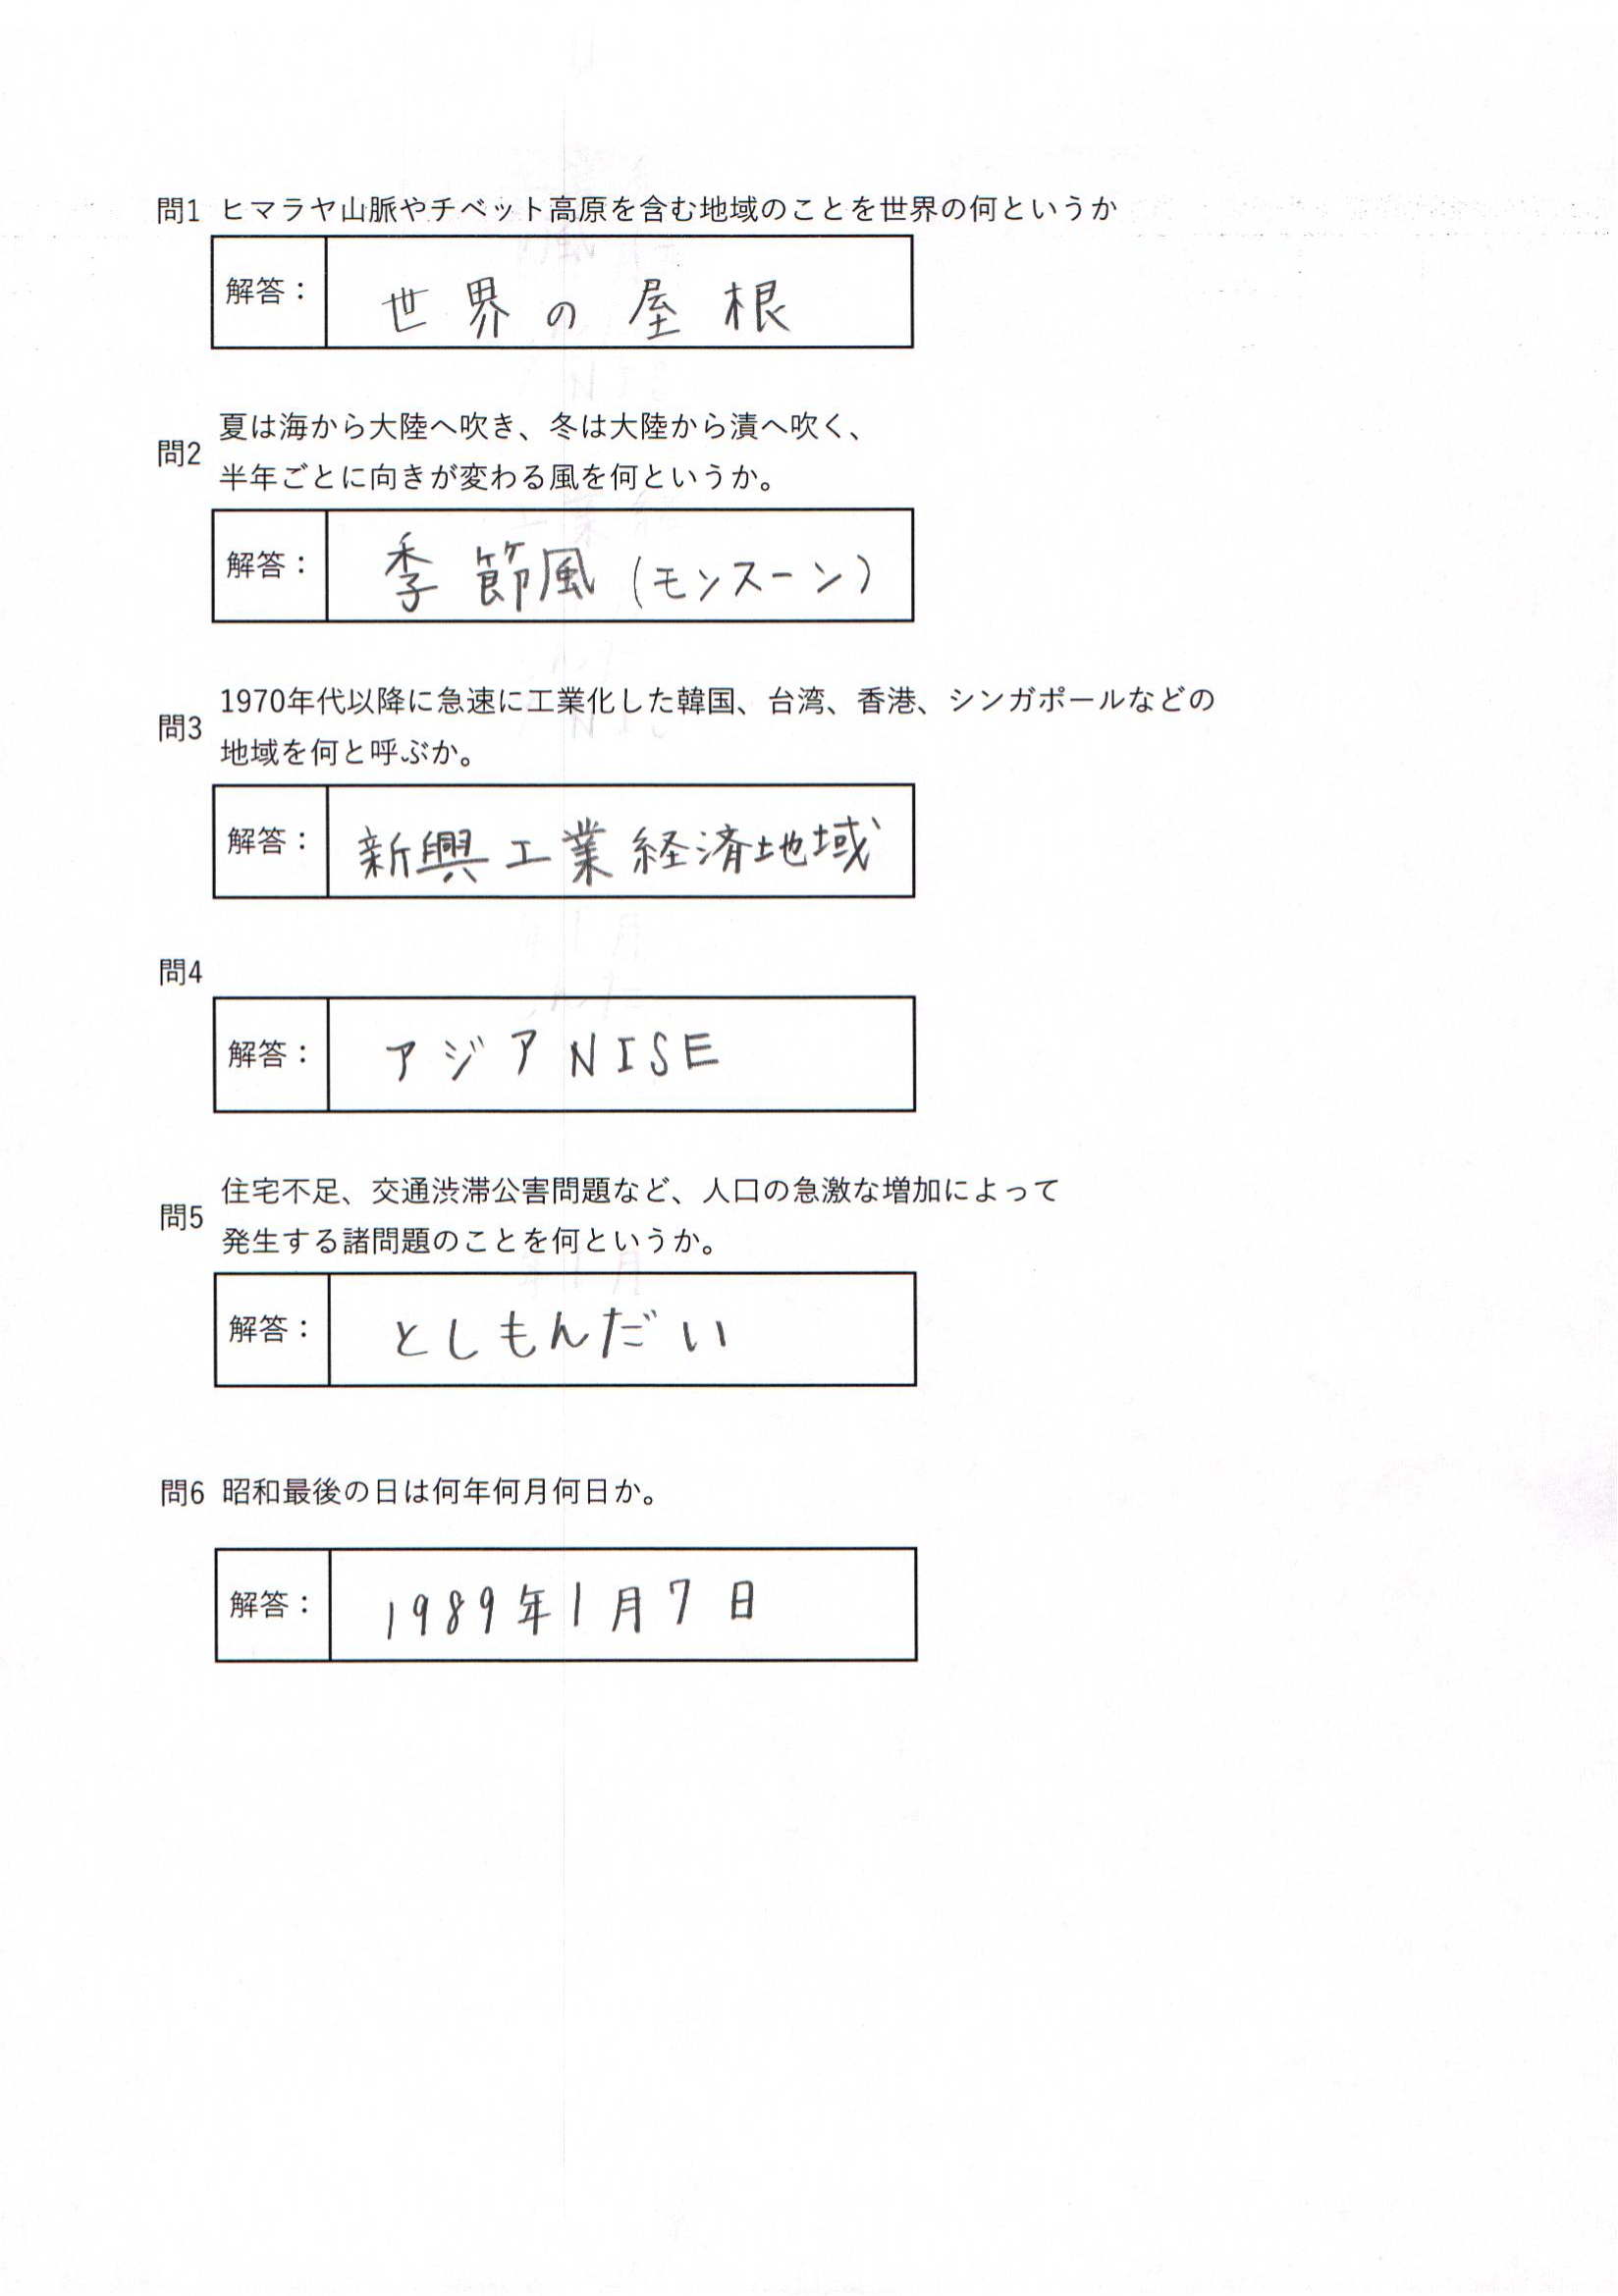 問1 ヒマラヤ山脈やチベット高原を含む地域のことを世界の何というか
解答： 世界の屋根
問2 夏は海から大陸へ吹き、冬は大陸から漬へ吹く、
半年ごとに向きが変わる風を何というか。
解答： 季節風(モンスーン)
問3 1970年代以降に急速に工業化した韓国、台湾、香港、シンガポールなどの
地域を何と呼ぶか。
解答： 新興工業経済地域
問4
解答： アジアNISE
問5 住宅不足、交通渋滞公害問題など、人口の急激な増加によって
発生する諸問題のことを何というか。
解答： としもんだい
問6 昭和最後の日は何年何月何日か。
解答： 1989年1月7日